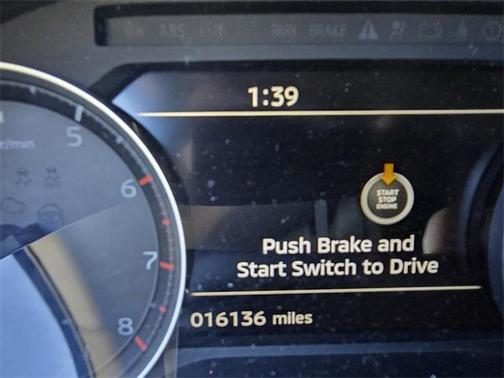 ABS
PARK BRAKE
1:39
5
r/min
6
START
STOP
ENGINE
Push Brake and
Start Switch to Drive
7
016136 miles
8